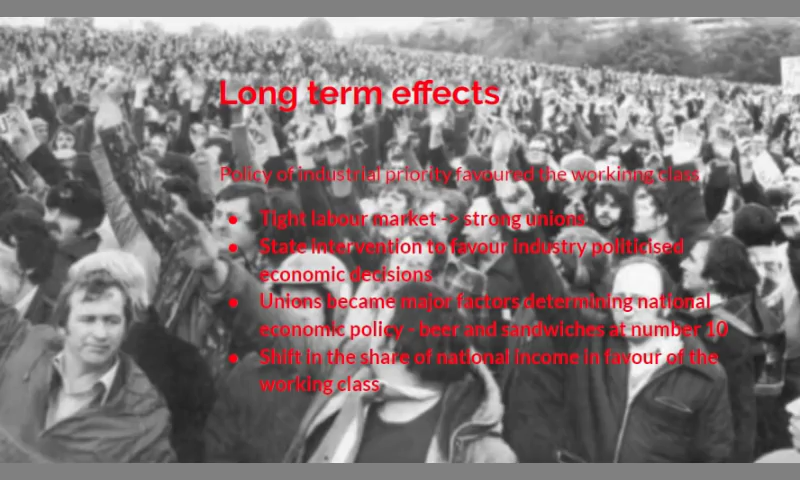 Long term effects
Policy of industrial priority favoured the workinng class
● Tight labour market -> strong unions
● State intervention to favour industry politicised
economic decisions
● Unions became major factors determining national
economic policy - beer and sandwiches at number 10
● Shift in the share of national income in favour of the
working class